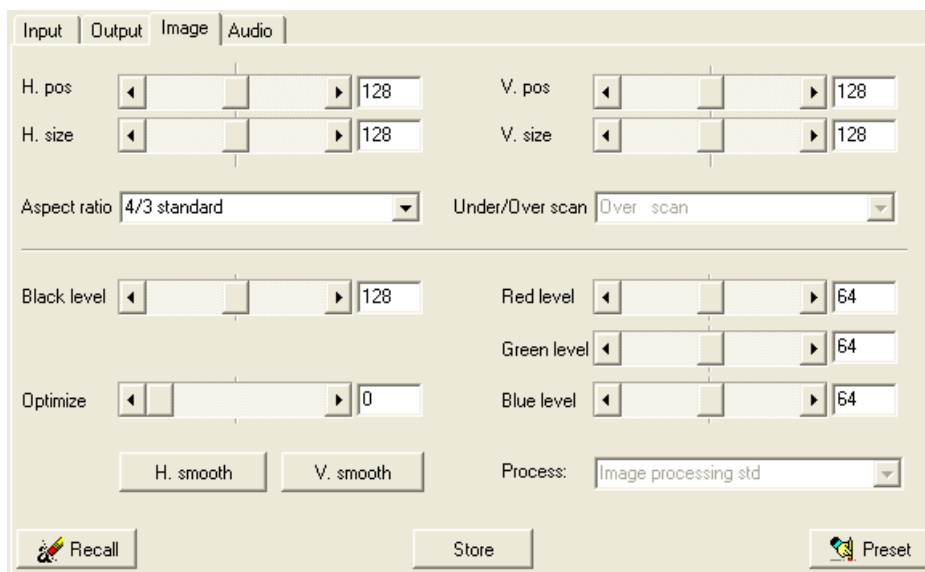 Input Output Image Audio
H. pos 128 V. pos 128
H. size 128 V. size 128
Aspect ratio 4/3 standard Under/Over scan Over scan
Black level 128 Red level 64
Green level 64
Optimize 0 Blue level 64
H. smooth V. smooth Process: Image processing std
Recall Store Preset